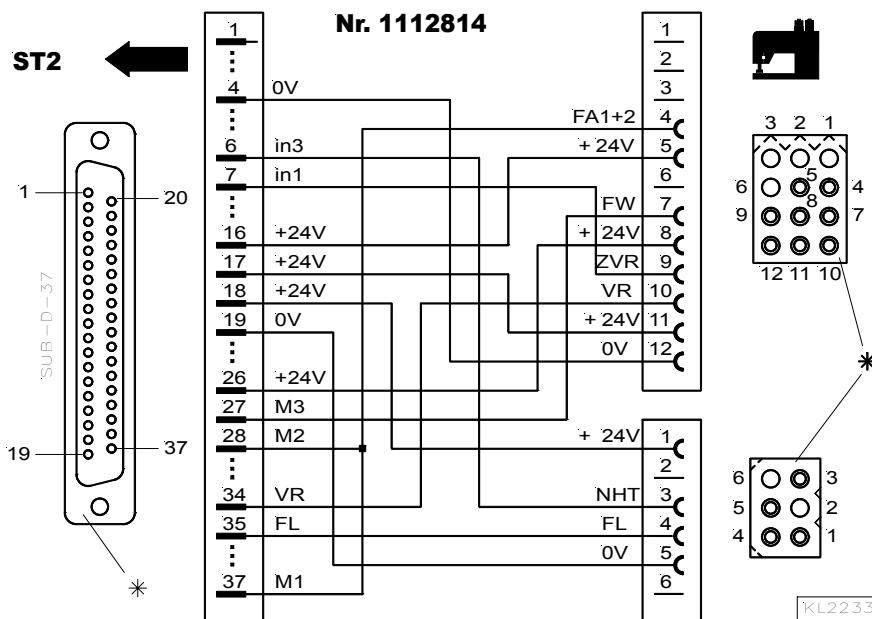 Nr. 1112814
ST2
SUB-D-37
1
20
19
37
1
4 0V
6 in3
7 in1
16 +24V
17 +24V
18 +24V
19 0V
26 +24V
27 M3
28 M2
34 VR
35 FL
37 M1
1
2
3
FA1+2 4
+24V 5
6
FW 7
+ 24V 8
ZVR 9
VR 10
+24V 11
0V 12
+ 24V 1
2
NHT 3
FL 4
0V 5
6
3 2 1
6 5 4
9 8 7
12 11 10
6 3
5 2
4 1
*
*
KL2233